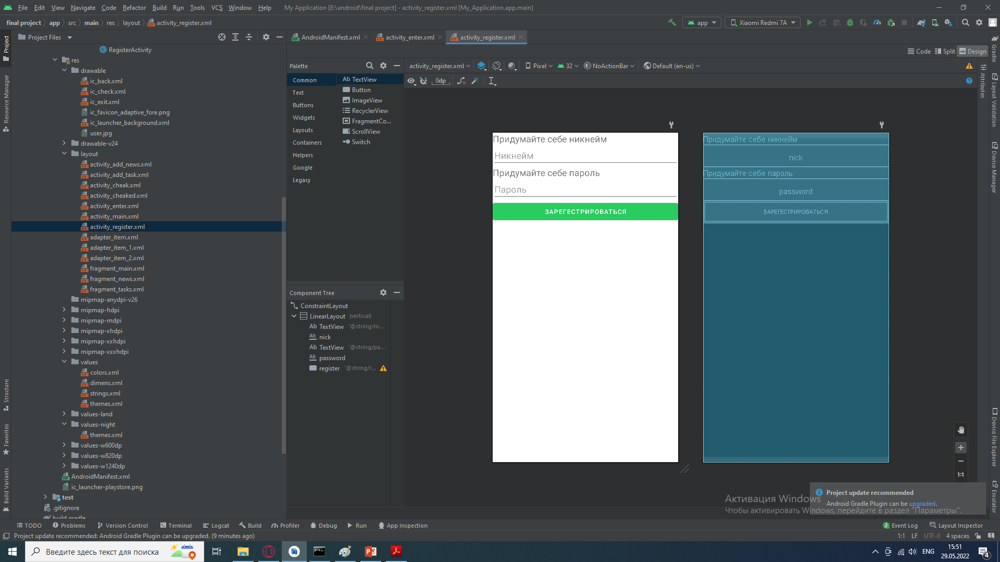 File Edit View Navigate Code Refactor Build Run Tools VCS Window Help My Application [E:\android\final project] - activity_register.xml [My_Application.app.main]
final project app src main res layout activity_register.xml app Xiaomi Redmi 7A
Project Files
AndroidManifest.xml activity_enter.xml activity_register.xml
Code Split Design
Project
Resource Manager
Structure
Favorites
Build Variants
RegisterActivity
res
drawable
ic_back.xml
ic_check.xml
ic_exit.xml
ic_favicon_adaptive_fore.png
ic_launcher_background.xml
user.jpg
drawable-v24
layout
activity_add_news.xml
activity_add_task.xml
activity_cheak.xml
activity_cheaked.xml
activity_enter.xml
activity_main.xml
activity_register.xml
adapter_item.xml
adapter_item_1.xml
adapter_item_2.xml
fragment_main.xml
fragment_news.xml
fragment_tasks.xml
mipmap-anydpi-v26
mipmap-hdpi
mipmap-mdpi
mipmap-xhdpi
mipmap-xxhdpi
mipmap-xxxhdpi
values
colors.xml
dimens.xml
strings.xml
themes.xml
values-land
values-night
themes.xml
values-w600dp
values-w820dp
values-w1240dp
AndroidManifest.xml
ic_launcher-playstore.png
test
.gitignore
build.gradle
Palette
Common
Text
Buttons
Widgets
Layouts
Containers
Helpers
Google
Legacy
Ab TextView
Button
ImageView
RecyclerView
FragmentCo...
ScrollView
Switch
Component Tree
ConstraintLayout
LinearLayout (vertical)
Ab TextView "@string/ni...
Ab nick
Ab TextView "@string/pa...
Ab password
register "@string/r...
activity_register.xml Pixel 32 NoActionBar Default (en-us)
0dp
Придумайте себе никнейм
Никнейм
Придумайте себе пароль
Пароль
ЗАРЕГЕСТРИРОВАТЬСЯ
Придумайте себе никнейм
nick
Придумайте себе пароль
password
ЗАРЕГЕСТРИРОВАТЬСЯ
1:1
Attributes
Gradle
Layout Validation
Device Manager
Device File Explorer
Emulator
Project update recommended
Android Gradle Plugin can be upgraded.
Активация Windows
Чтобы активировать Windows, перейдите в раздел "Параметры".
TODO Problems Version Control Terminal Logcat Build Profiler Debug Run App Inspection 2 Event Log Layout Inspector
Project update recommended: Android Gradle Plugin can be upgraded. (9 minutes ago) 1:1 LF UTF-8 4 spaces
Введите здесь текст для поиска
ENG
15:51
29.05.2022
4